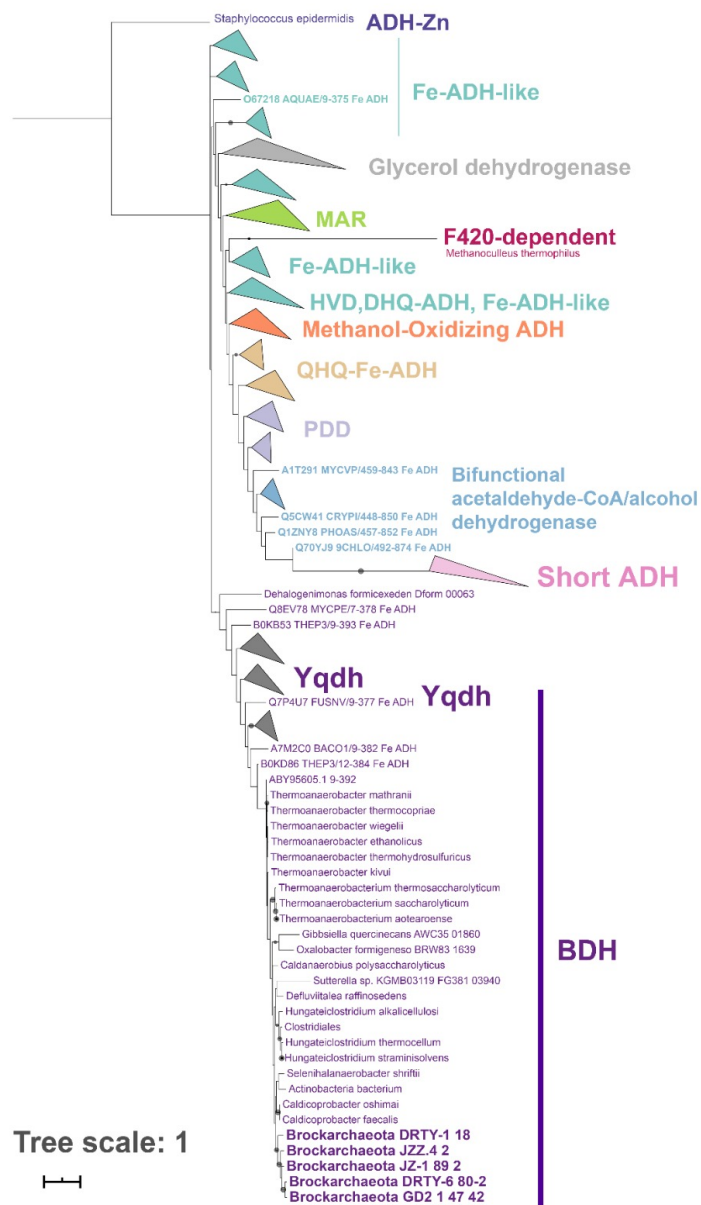 Staphylococcus epidermidis
ADH-Zn
O67218 AQUAE/9-375 Fe ADH
Fe-ADH-like
Glycerol dehydrogenase
MAR
F420-dependent
Methanoculleus thermophilus
Fe-ADH-like
HVD,DHQ-ADH, Fe-ADH-like
Methanol-Oxidizing ADH
QHQ-Fe-ADH
PDD
A1T291 MYCVP/459-843 Fe ADH
Bifunctional
acetaldehyde-CoA/alcohol
dehydrogenase
Q5CW41 CRYPI/448-850 Fe ADH
Q1ZNY8 PHOAS/457-852 Fe ADH
Q70YJ9 9CHLO/492-874 Fe ADH
Short ADH
Dehalogenimonas formicexeden Dform 00063
Q8EV78 MYCPE/7-378 Fe ADH
B0KB53 THEP3/9-393 Fe ADH
Yqdh
Q7P4U7 FUSNV/9-377 Fe ADH
Yqdh
A7M2C0 BACO1/9-382 Fe ADH
B0KD86 THEP3/12-384 Fe ADH
ABY95605.1 9-392
Thermoanaerobacter mathranii
Thermoanaerobacter thermocopriae
Thermoanaerobacter wiegelii
Thermoanaerobacter ethanolicus
Thermoanaerobacter thermohydrosulfuricus
Thermoanaerobacter kivui
Thermoanaerobacterium thermosaccharolyticum
Thermoanaerobacterium saccharolyticum
Thermoanaerobacterium aotearoense
Gibbsiella quercinecans AWC35 01860
Oxalobacter formigeneso BRW83 1639
BDH
Caldanaerobius polysaccharolyticus
Sutterella sp. KGMB03119 FG381 03940
Defluviitalea raffinosedens
Hungateiclostridium alkalicellulosi
Clostridiales
Hungateiclostridium thermocellum
Hungateiclostridium straminisolvens
Selenihalanaerobacter shriftii
Actinobacteria bacterium
Caldicoprobacter oshimai
Caldicoprobacter faecalis
Brockarchaeota DRTY-1 18
Tree scale: 1
Brockarchaeota JZZ.4 2
Brockarchaeota JZ-1 89 2
Brockarchaeota DRTY-6 80-2
Brockarchaeota GD2 1 47 42